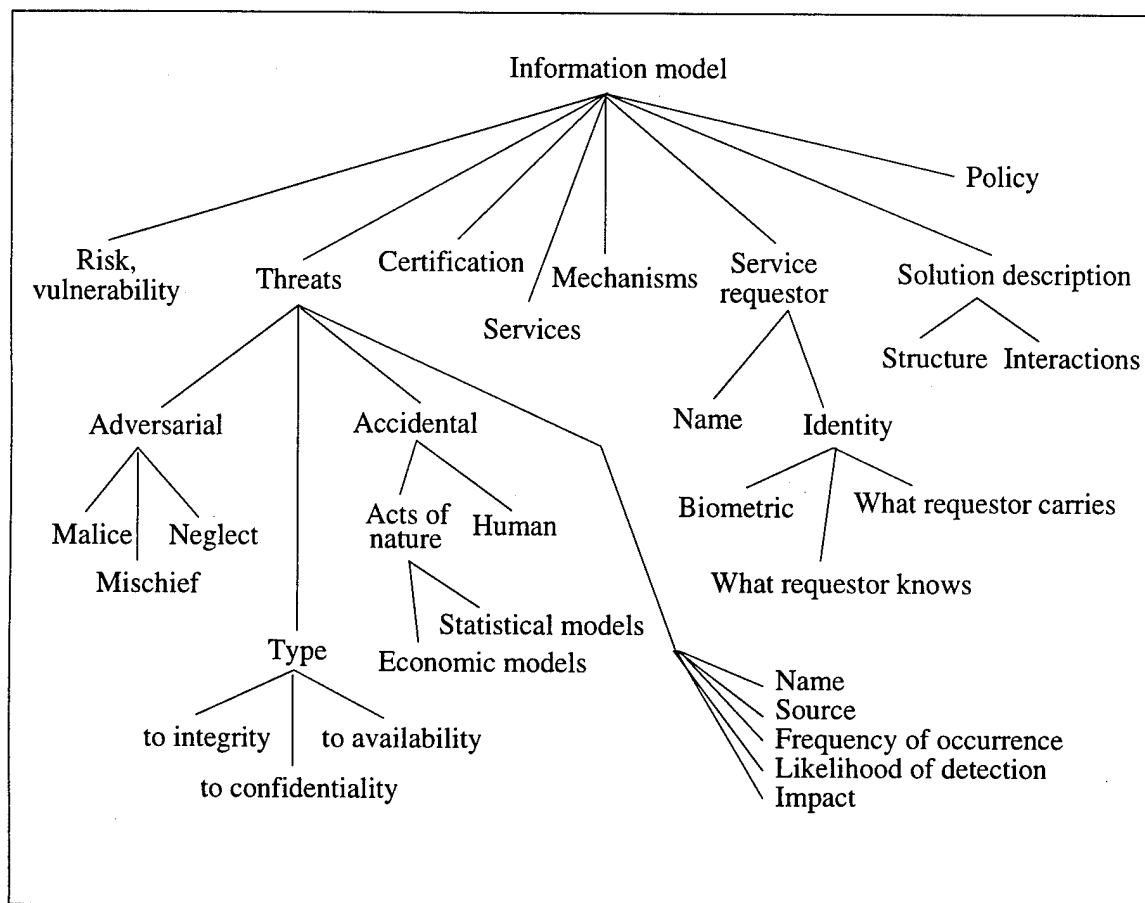 Information model
Policy
Risk,
vulnerability
Threats
Certification
Services
Mechanisms
Service
requestor
Solution description
Structure
Interactions
Name
Identity
Biometric
What requestor carries
What requestor knows
Adversarial
Malice
Neglect
Mischief
Accidental
Acts of
nature
Human
Statistical models
Economic models
Type
to integrity
to availability
to confidentiality
Name
Source
Frequency of occurrence
Likelihood of detection
Impact